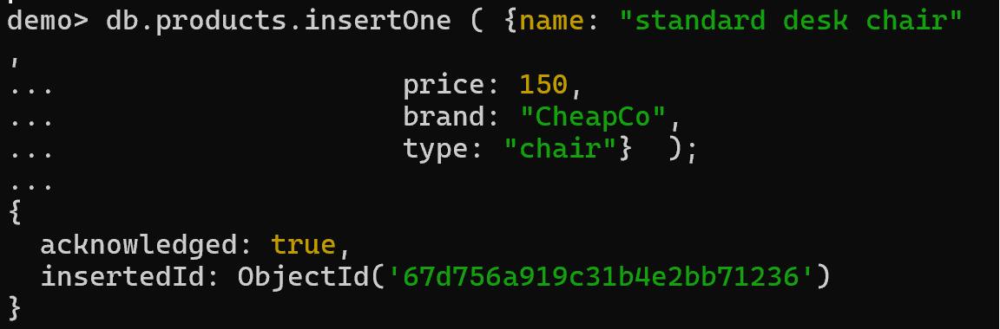 demo> db.products.insertOne ( {name: "standard desk chair"
,
...                     price: 150,
...                     brand: "CheapCo",
...                     type: "chair"}  );
...
{
  acknowledged: true,
  insertedId: ObjectId('67d756a919c31b4e2bb71236')
}